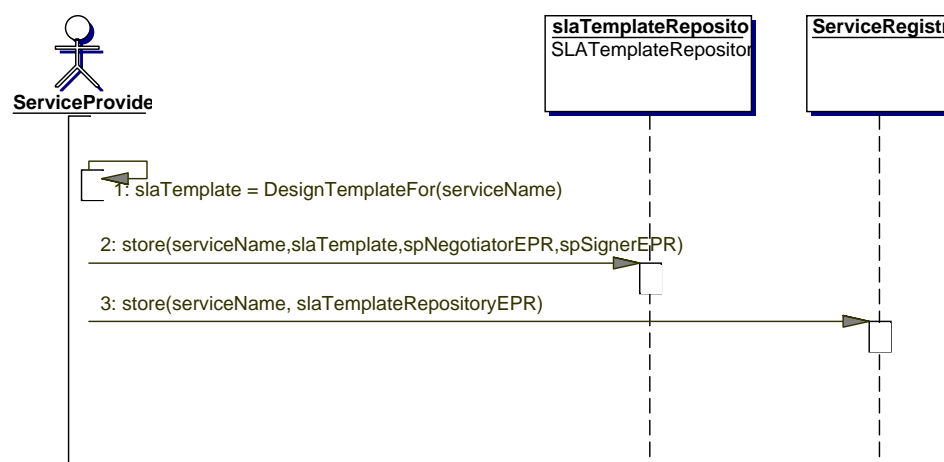 slaTemplateReposito
SLATemplateRepositor
ServiceRegistr
ServiceProvide
1: slaTemplate = DesignTemplateFor(serviceName)
2: store(serviceName,slaTemplate,spNegotiatorEPR,spSignerEPR)
3: store(serviceName, slaTemplateRepositoryEPR)